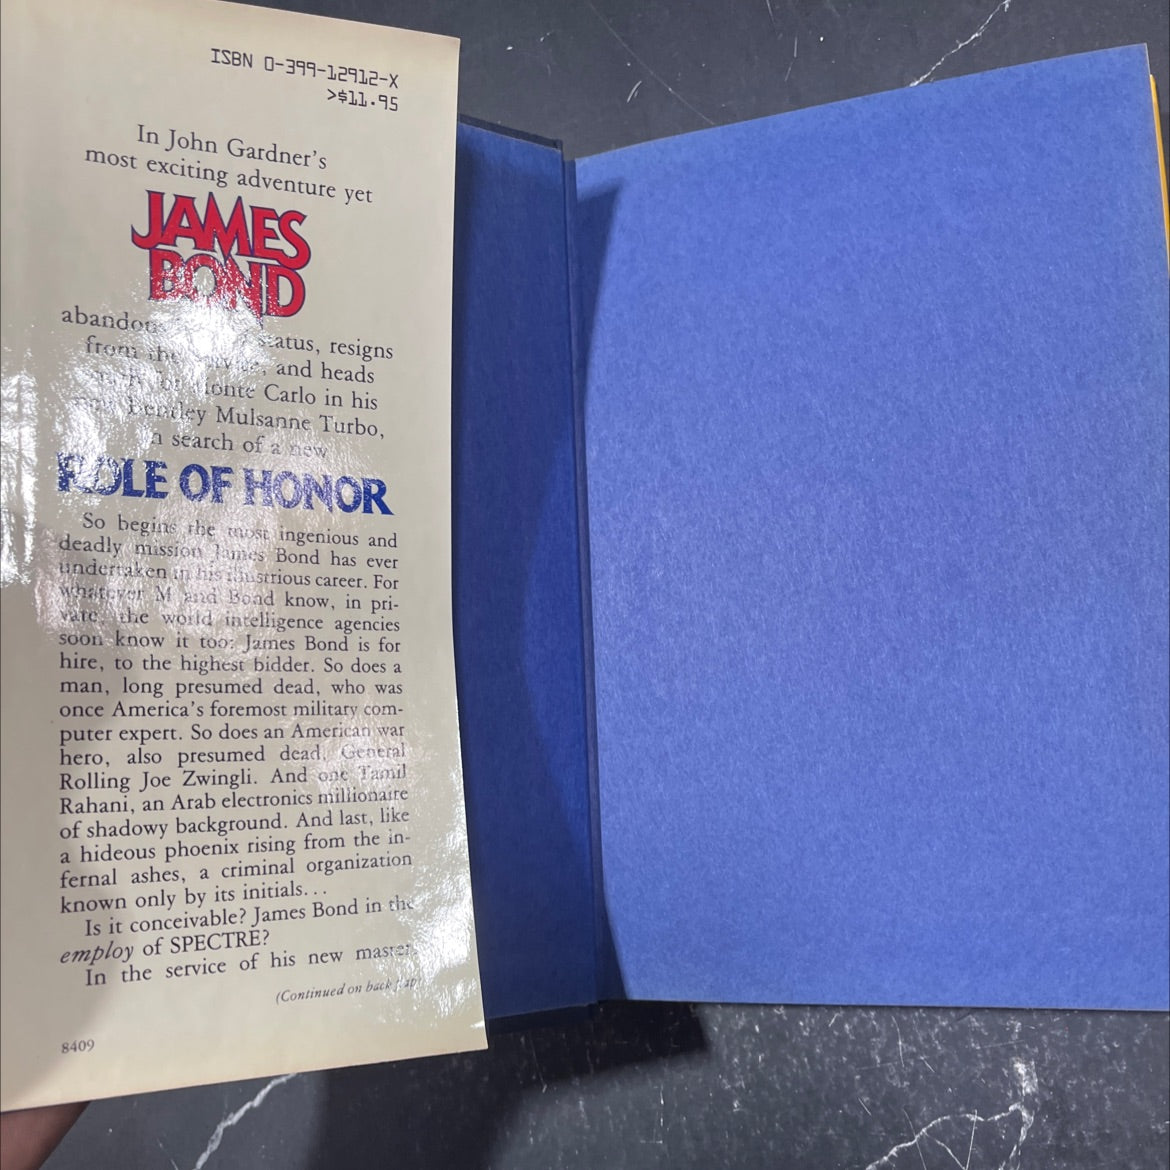 ISBN 0-399-12912-X
>$11.95
In John Gardner's
most exciting adventure yet
JAMES
BOND
status, resigns
from the and heads
Monte Carlo in his
Bentley Mulsanne Turbo,
search of a new
ROLE OF HONOR
So begins the most ingenious and
deadly mission James Bond has ever
undertaken in his illustrious career. For
whatever M and Bond know, in pri-
vate, the world intelligence agencies
soon know it too: James Bond is for
hire, to the highest bidder. So does a
man, long presumed dead, who was
once America's foremost military com-
puter expert. So does an American war
hero, also presumed dead, General
Rolling Joe Zwingli. And one Tamil
Rahani, an Arab electronics millionaire
of shadowy background. And last, like
a hideous phoenix rising from the in-
fernal ashes, a criminal organization
known only by its initials...
Is it conceivable? James Bond in the
employ of SPECTRE?
In the service of his new
(Continued on back flap)
8409